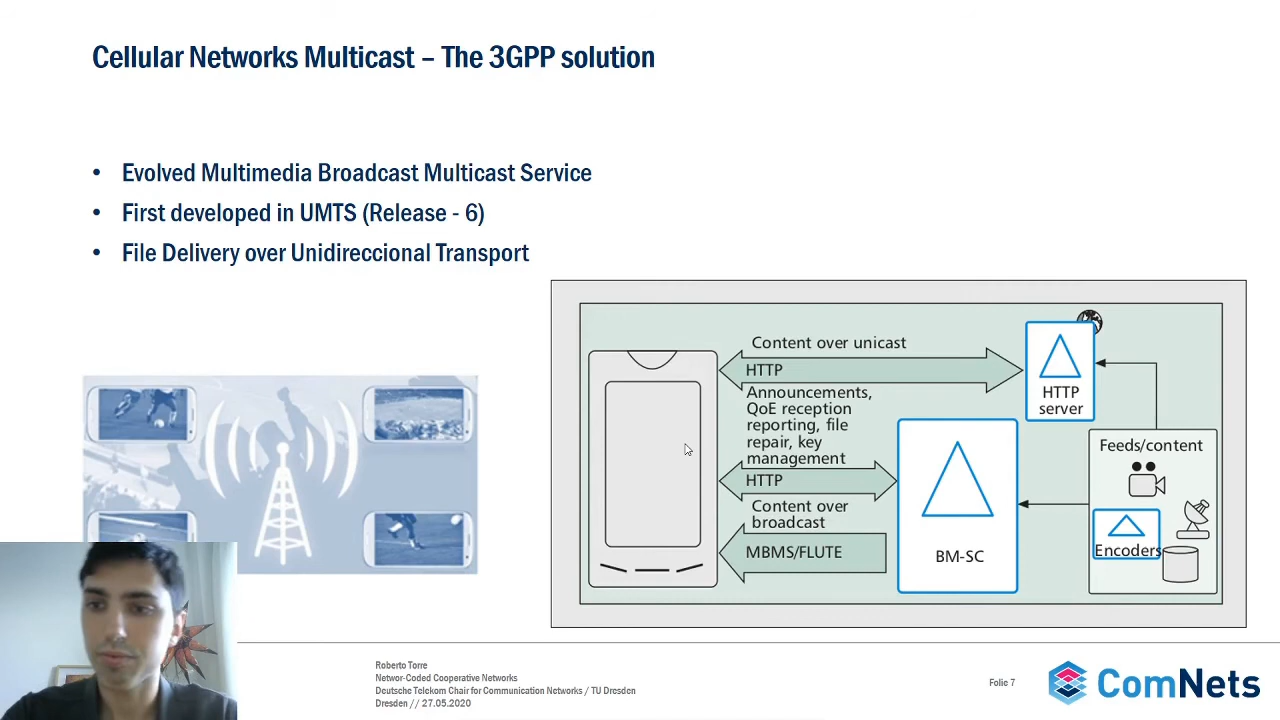 Cellular Networks Multicast – The 3GPP solution
• Evolved Multimedia Broadcast Multicast Service
• First developed in UMTS (Release - 6)
• File Delivery over Unidireccional Transport
Content over unicast
HTTP
Announcements,
QoE reception
reporting, file
repair, key
management
HTTP
Content over
broadcast
MBMS/FLUTE
BM-SC
HTTP
server
Feeds/content
Encoders
Roberto Torre
Networ-Coded Cooperative Networks
Deutsche Telekom Chair for Communication Networks / TU Dresden
Dresden // 27.05.2020
Folie 7
ComNets